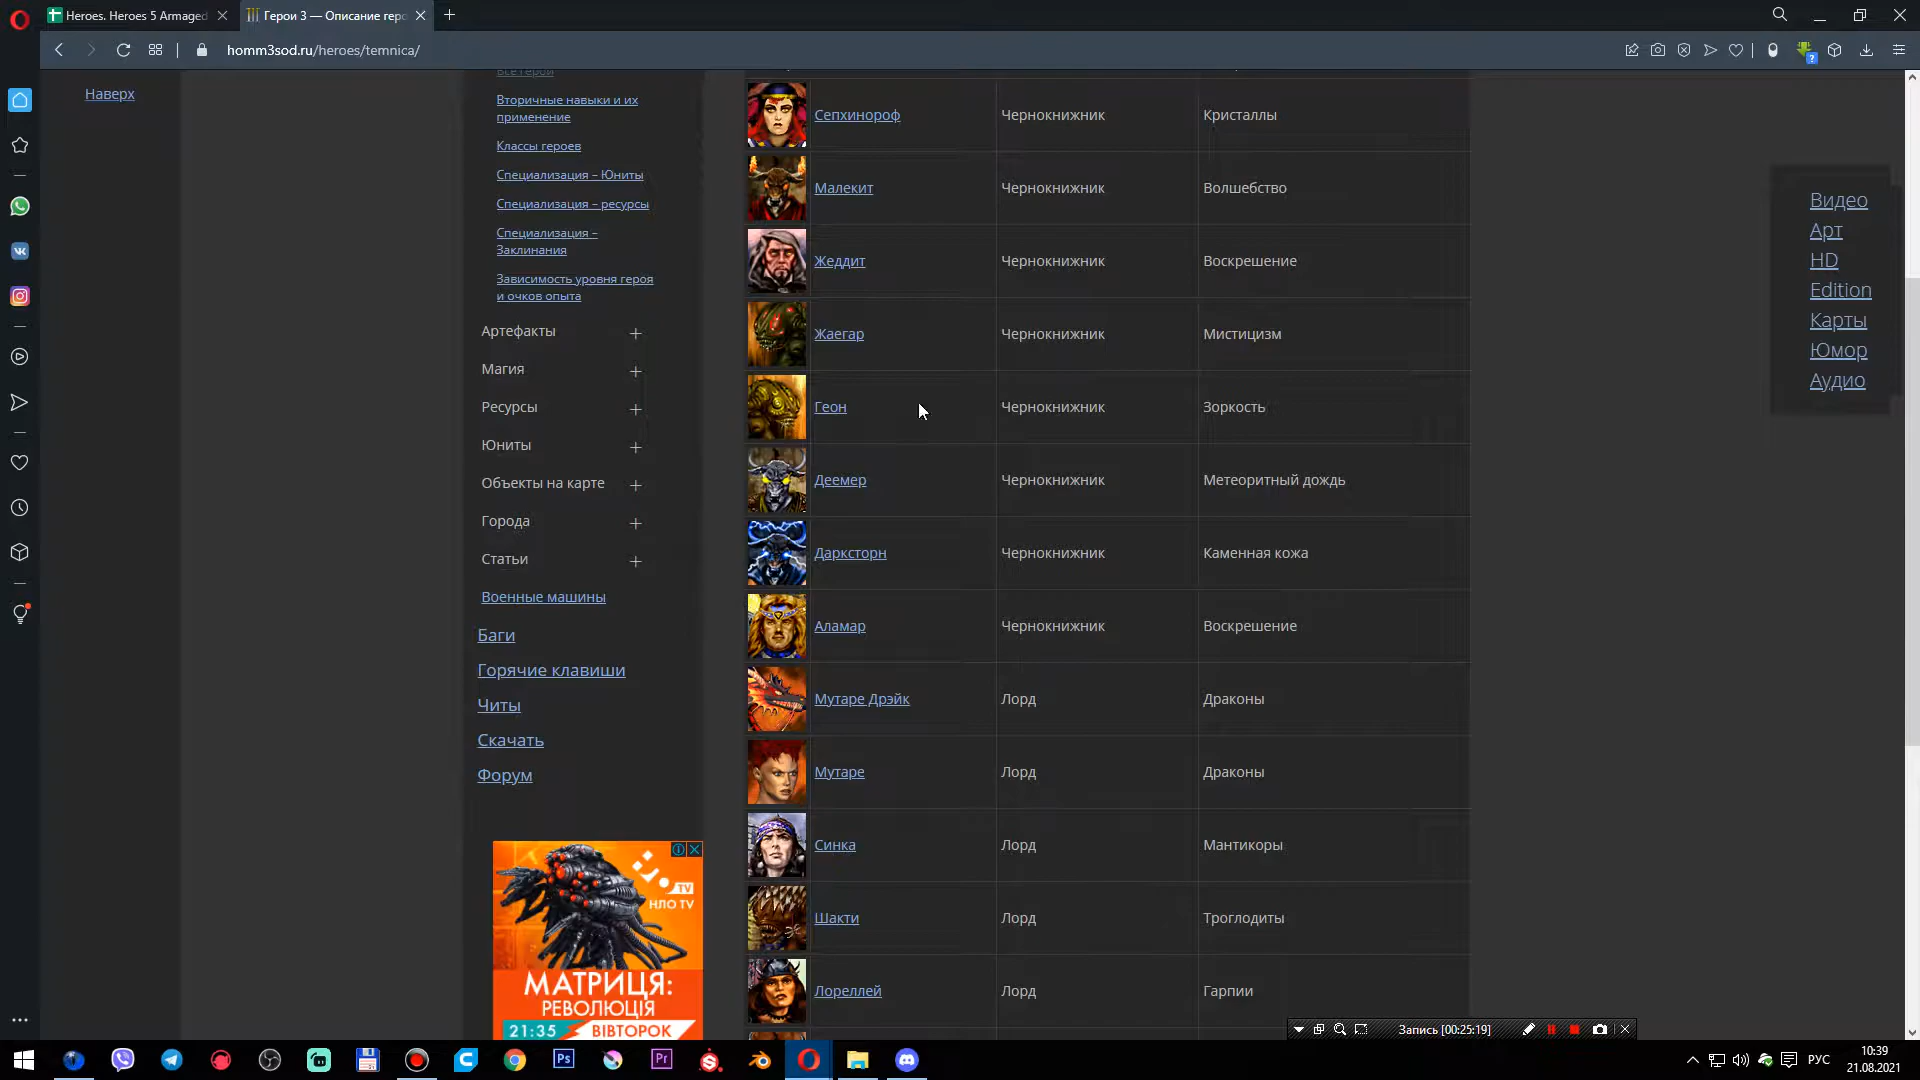 Heroes. Heroes 5 Armaged
Герои 3 — Описание геро
homm3sod.ru/heroes/temnica/
Наверх
Все герои
Вторичные навыки и их
применение
Классы героев
Специализация – Юниты
Специализация – ресурсы
Специализация –
Заклинания
Зависимость уровня героя
и очков опыта
Артефакты
Магия
Ресурсы
Юниты
Объекты на карте
Города
Статьи
Военные машины
Баги
Горячие клавиши
Читы
Скачать
Форум
TV
НЛО TV
МАТРИЦЯ:
РЕВОЛЮЦІЯ
21:35 ВІВТОРОК
Сепхинороф Чернокнижник Кристаллы
Малекит Чернокнижник Волшебство
Жеддит Чернокнижник Воскрешение
Жаегар Чернокнижник Мистицизм
Геон Чернокнижник Зоркость
Деемер Чернокнижник Метеоритный дождь
Дарксторн Чернокнижник Каменная кожа
Аламар Чернокнижник Воскрешение
Мутаре Дрэйк Лорд Драконы
Мутаре Лорд Драконы
Синка Лорд Мантикоры
Шакти Лорд Троглодиты
Лореллей Лорд Гарпии
Видео
Арт
HD
Edition
Карты
Юмор
Аудио
Запись [00:25:19]
Ps
Pr
РУС
10:39
21.08.2021